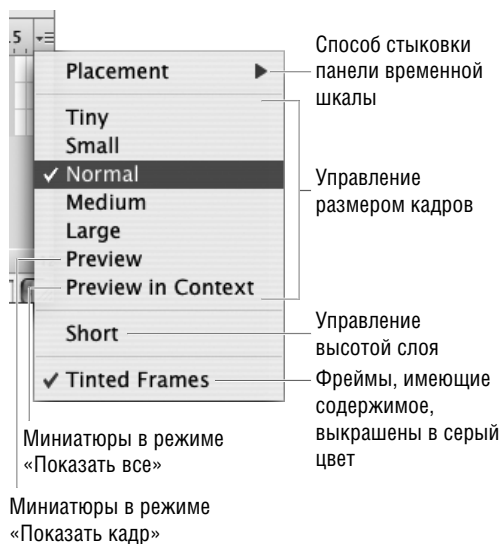 .5
Placement
Tiny
Small
Normal
Medium
Large
Preview
Preview in Context
Short
Tinted Frames
Способ стыковки
панели временной
шкалы
Управление
размером кадров
Управление
высотой слоя
Фреймы, имеющие
содержимое,
выкрашены в серый
цвет
Миниатюры в режиме
«Показать все»
Миниатюры в режиме
«Показать кадр»